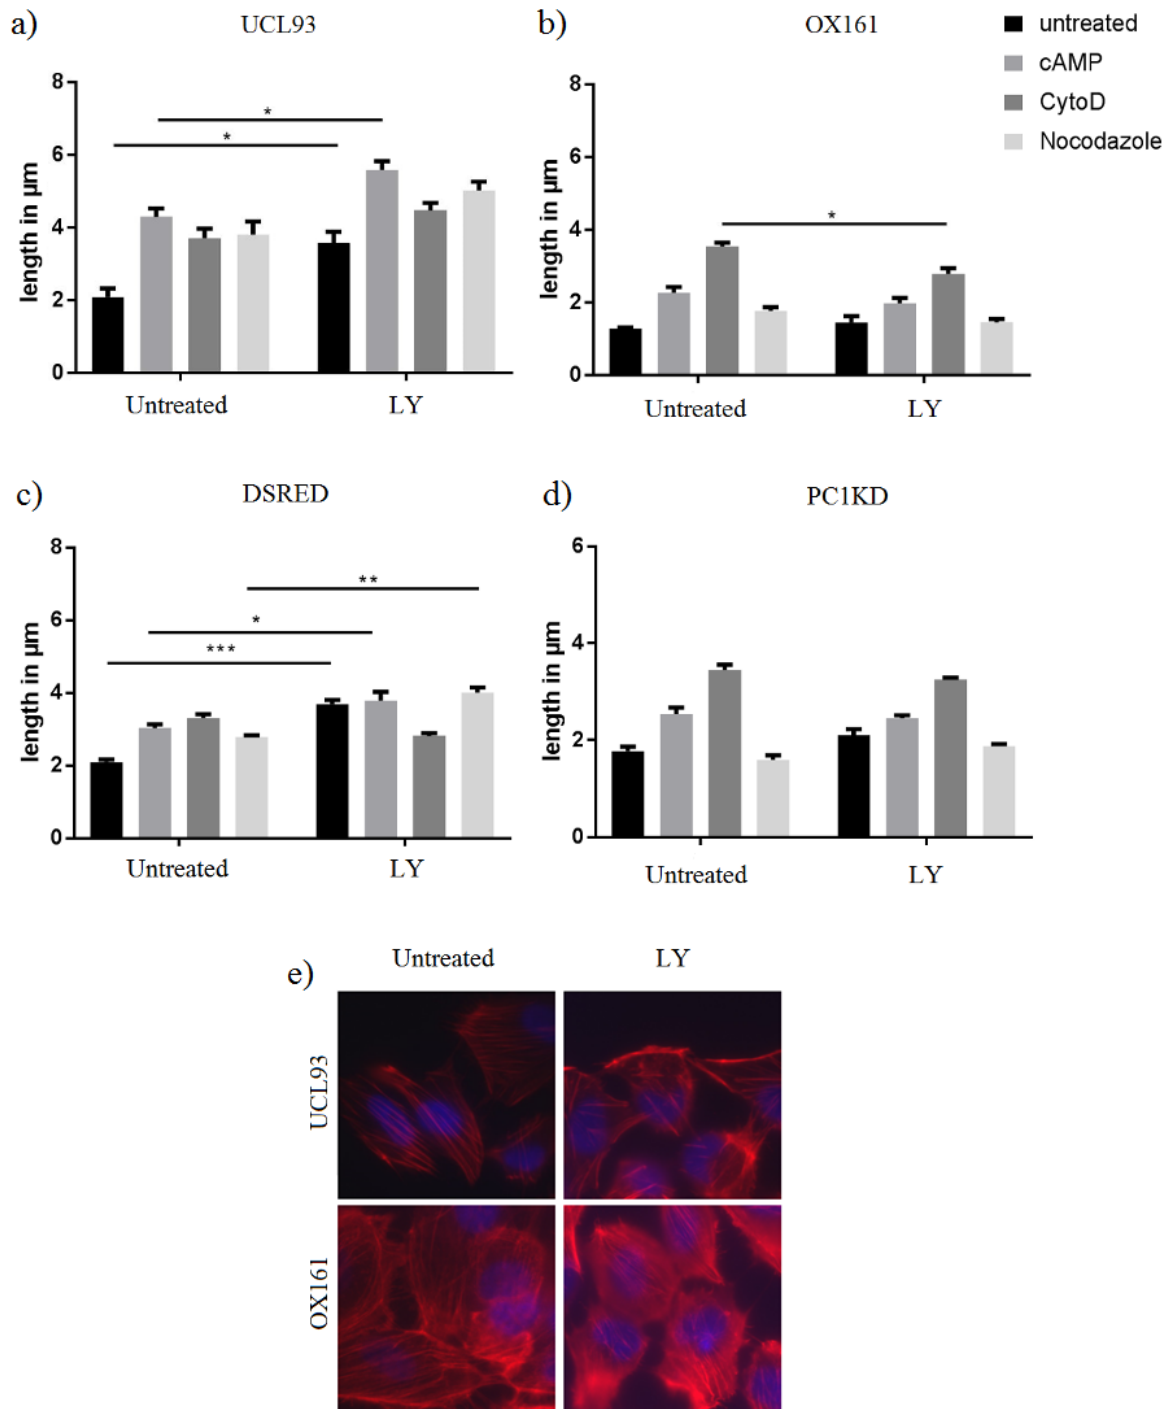 a)
UCL93
8
6
4
2
0
length in µm
*
*
Untreated
LY
b)
OX161
8
6
4
2
0
length in µm
*
Untreated
LY
untreated
cAMP
CytoD
Nocodazole
c)
DSRED
8
6
4
2
0
length in µm
**
*
***
Untreated
LY
d)
PC1KD
6
4
2
0
length in µm
Untreated
LY
e)
Untreated
LY
UCL93
OX161